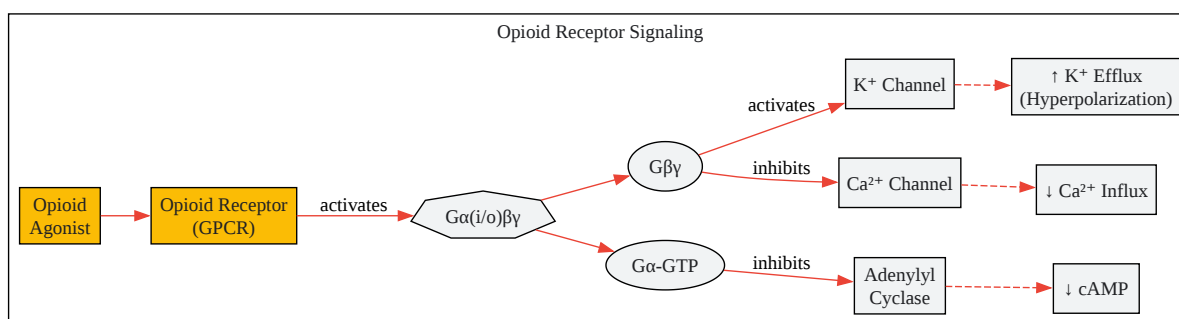 Opioid Receptor Signaling
Opioid
Agonist
Opioid Receptor
(GPCR)
activates
Gα(i/o)βγ
Gβγ
Gα-GTP
activates
inhibits
inhibits
K⁺ Channel
Ca²⁺ Channel
Adenylyl
Cyclase
↑ K⁺ Efflux
(Hyperpolarization)
↓ Ca²⁺ Influx
↓ cAMP